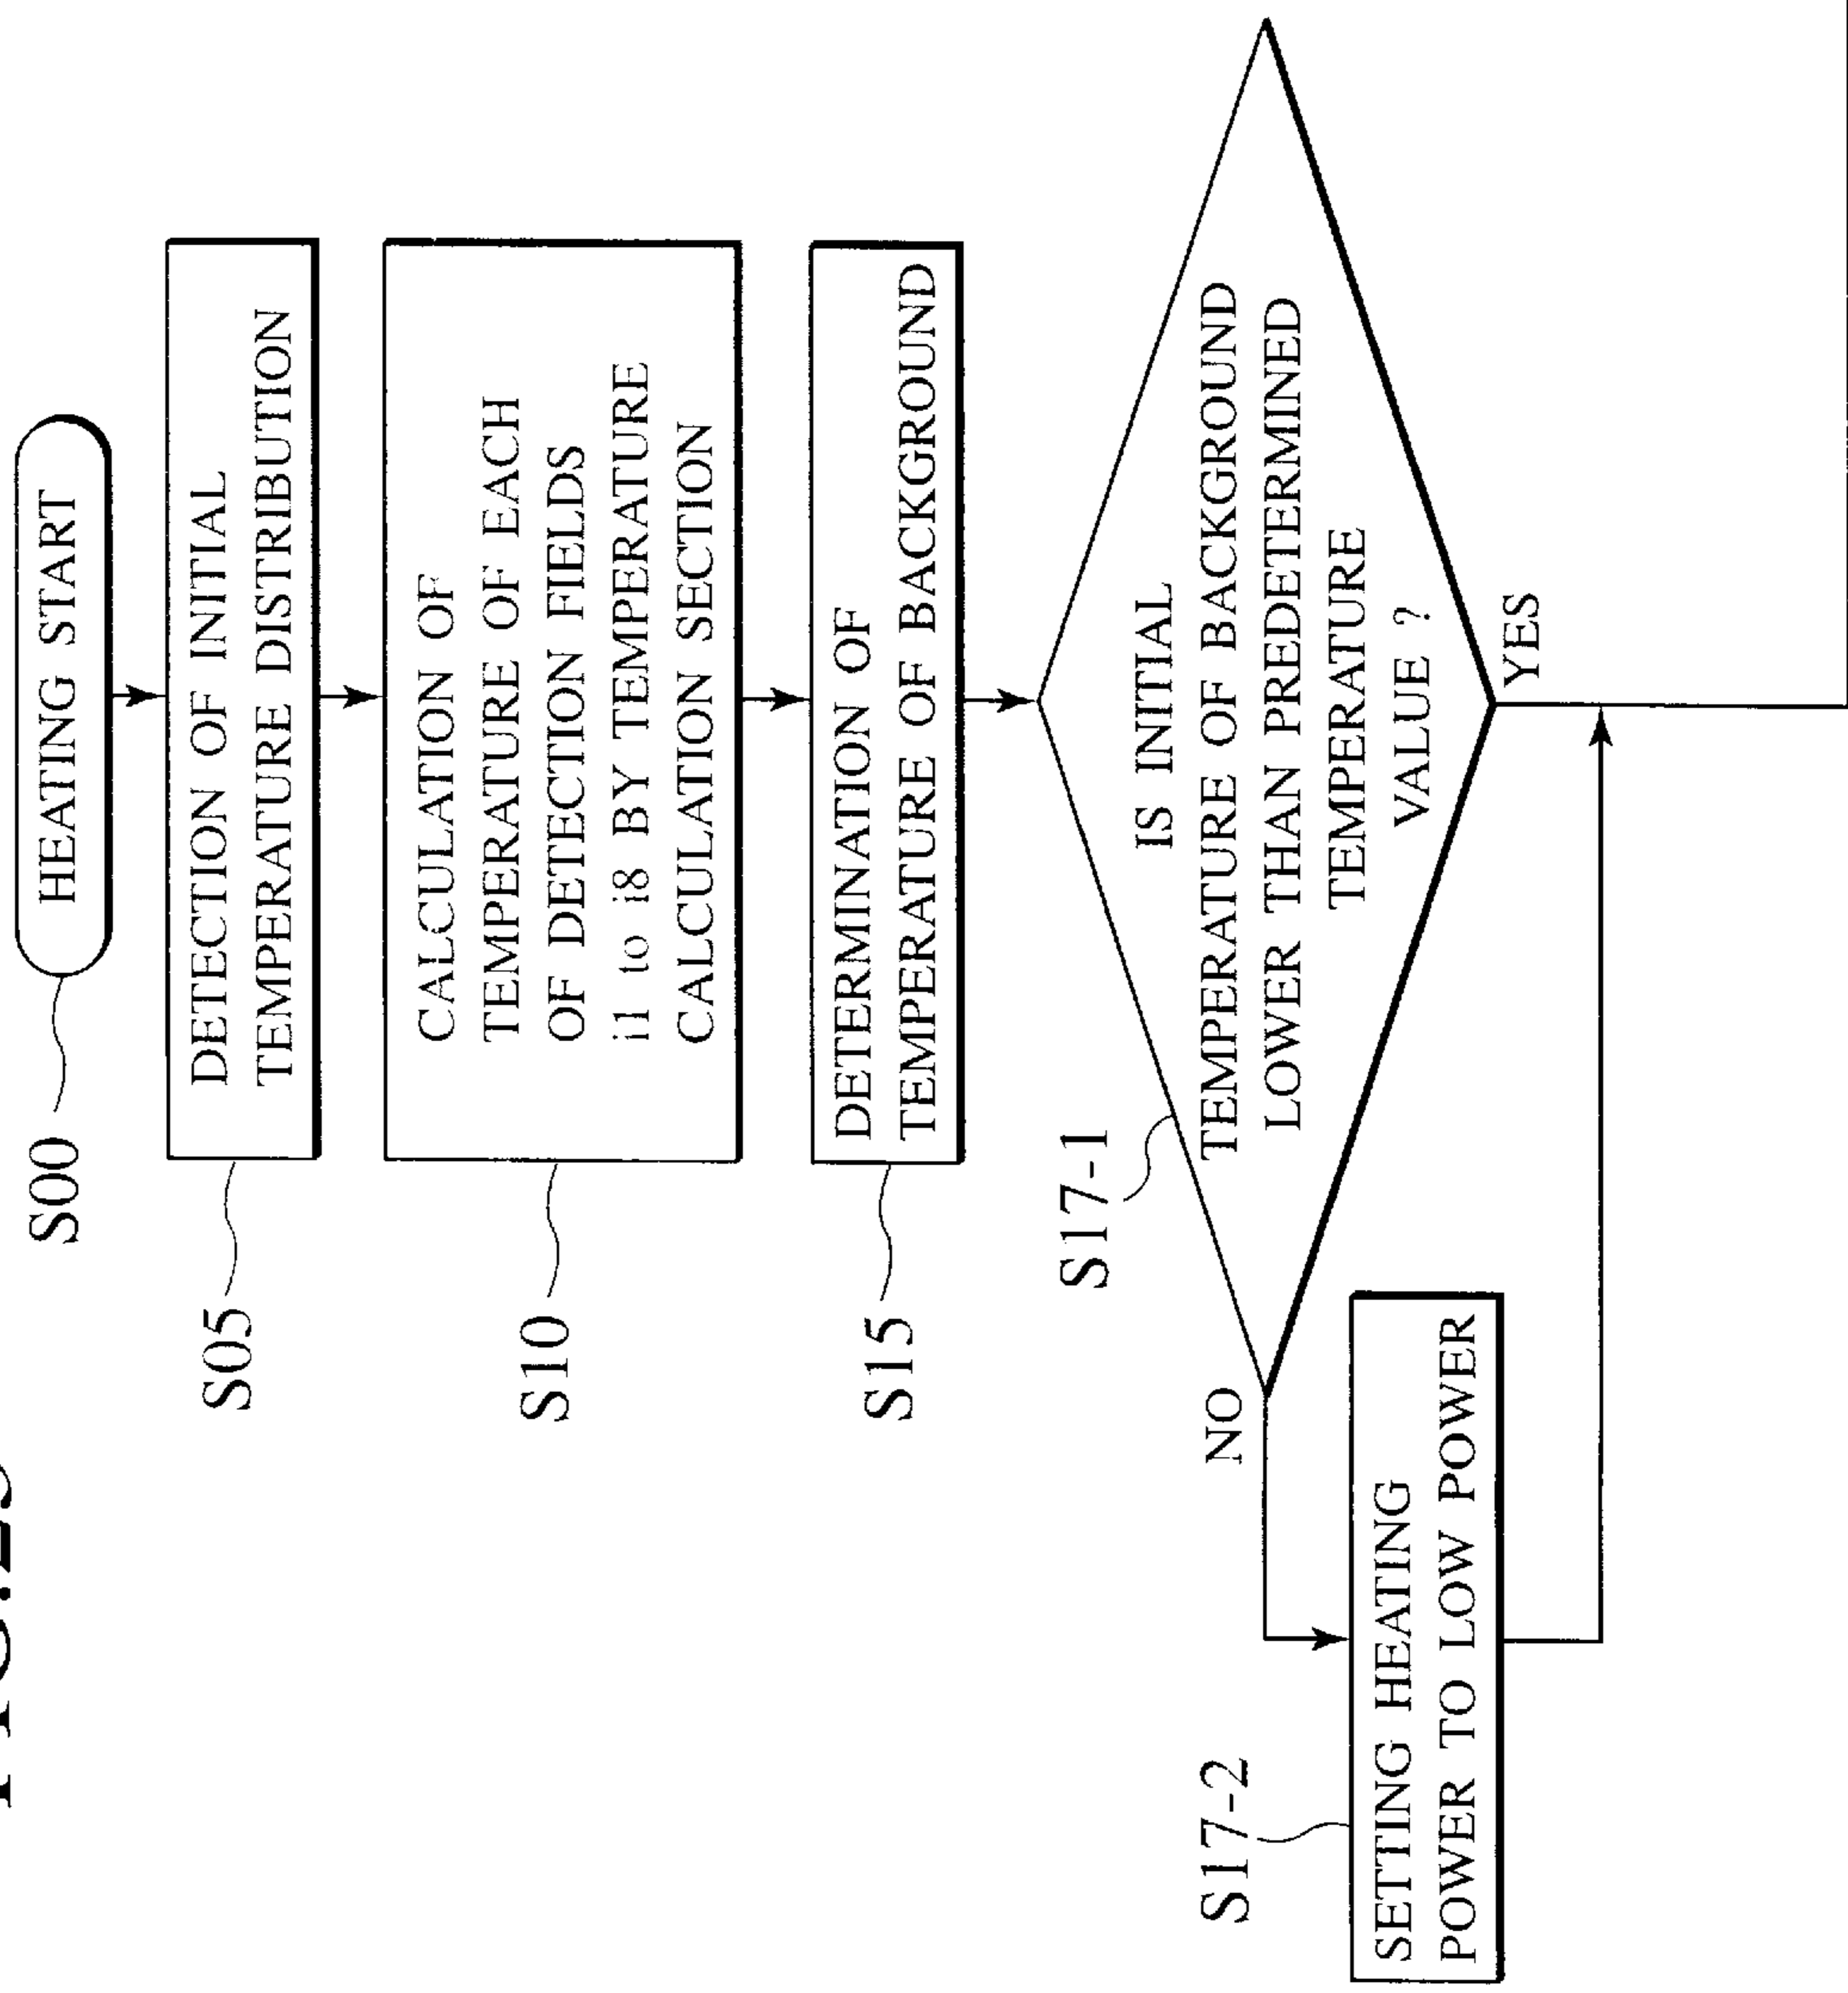 S00
HEATING START
S05
DETECTION OF INITIAL
TEMPERATURE DISTRIBUTION
S10
CALCULATION OF
TEMPERATURE OF EACH
OF DETECTION FIELDS
i1 to i8 BY TEMPERATURE
CALCULATION SECTION
S15
DETERMINATION OF
TEMPERATURE OF BACKGROUND
S17-1
IS INITIAL
TEMPERATURE OF BACKGROUND
LOWER THAN PREDETERMINED
TEMPERATURE
VALUE ?
NO
YES
S17-2
SETTING HEATING
POWER TO LOW POWER